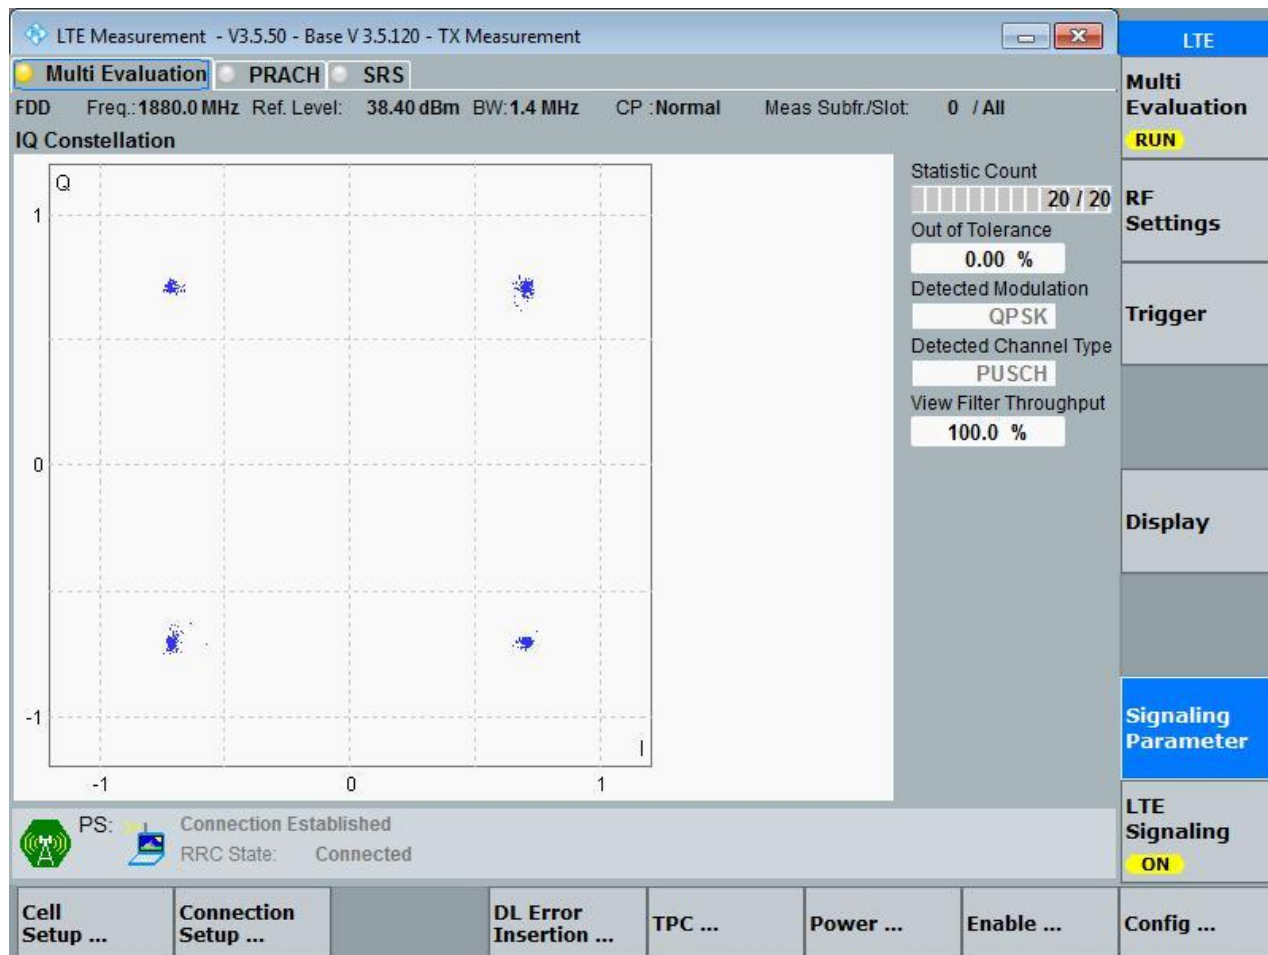 LTE Measurement - V3.5.50 - Base V 3.5.120 - TX Measurement
LTE
Multi Evaluation PRACH SRS
FDD Freq.:1880.0 MHz Ref. Level: 38.40 dBm BW:1.4 MHz CP :Normal Meas Subfr./Slot: 0 / All
IQ Constellation
Q
1
0
-1
I
-1 0 1
Statistic Count
20 / 20
Out of Tolerance
0.00 %
Detected Modulation
QPSK
Detected Channel Type
PUSCH
View Filter Throughput
100.0 %
Multi
Evaluation
RUN
RF
Settings
Trigger
Display
Signaling
Parameter
LTE
Signaling
ON
PS: Connection Established
RRC State: Connected
Cell
Setup ...
Connection
Setup ...
DL Error
Insertion ...
TPC ...
Power ...
Enable ...
Config ...